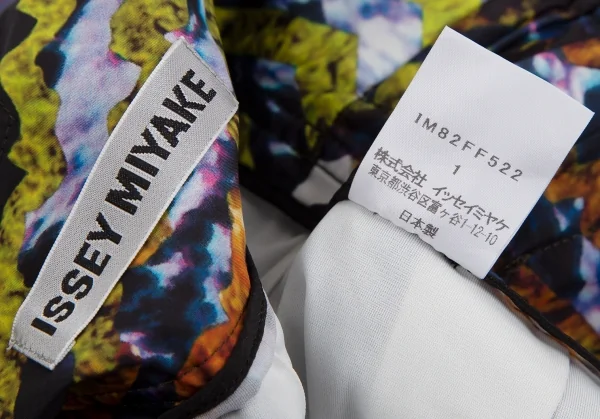 ISSEY MIYAKE
IM82FF522
1
株式会社 イッセイミヤケ
東京都渋谷区富ヶ谷1-12-10
日本製